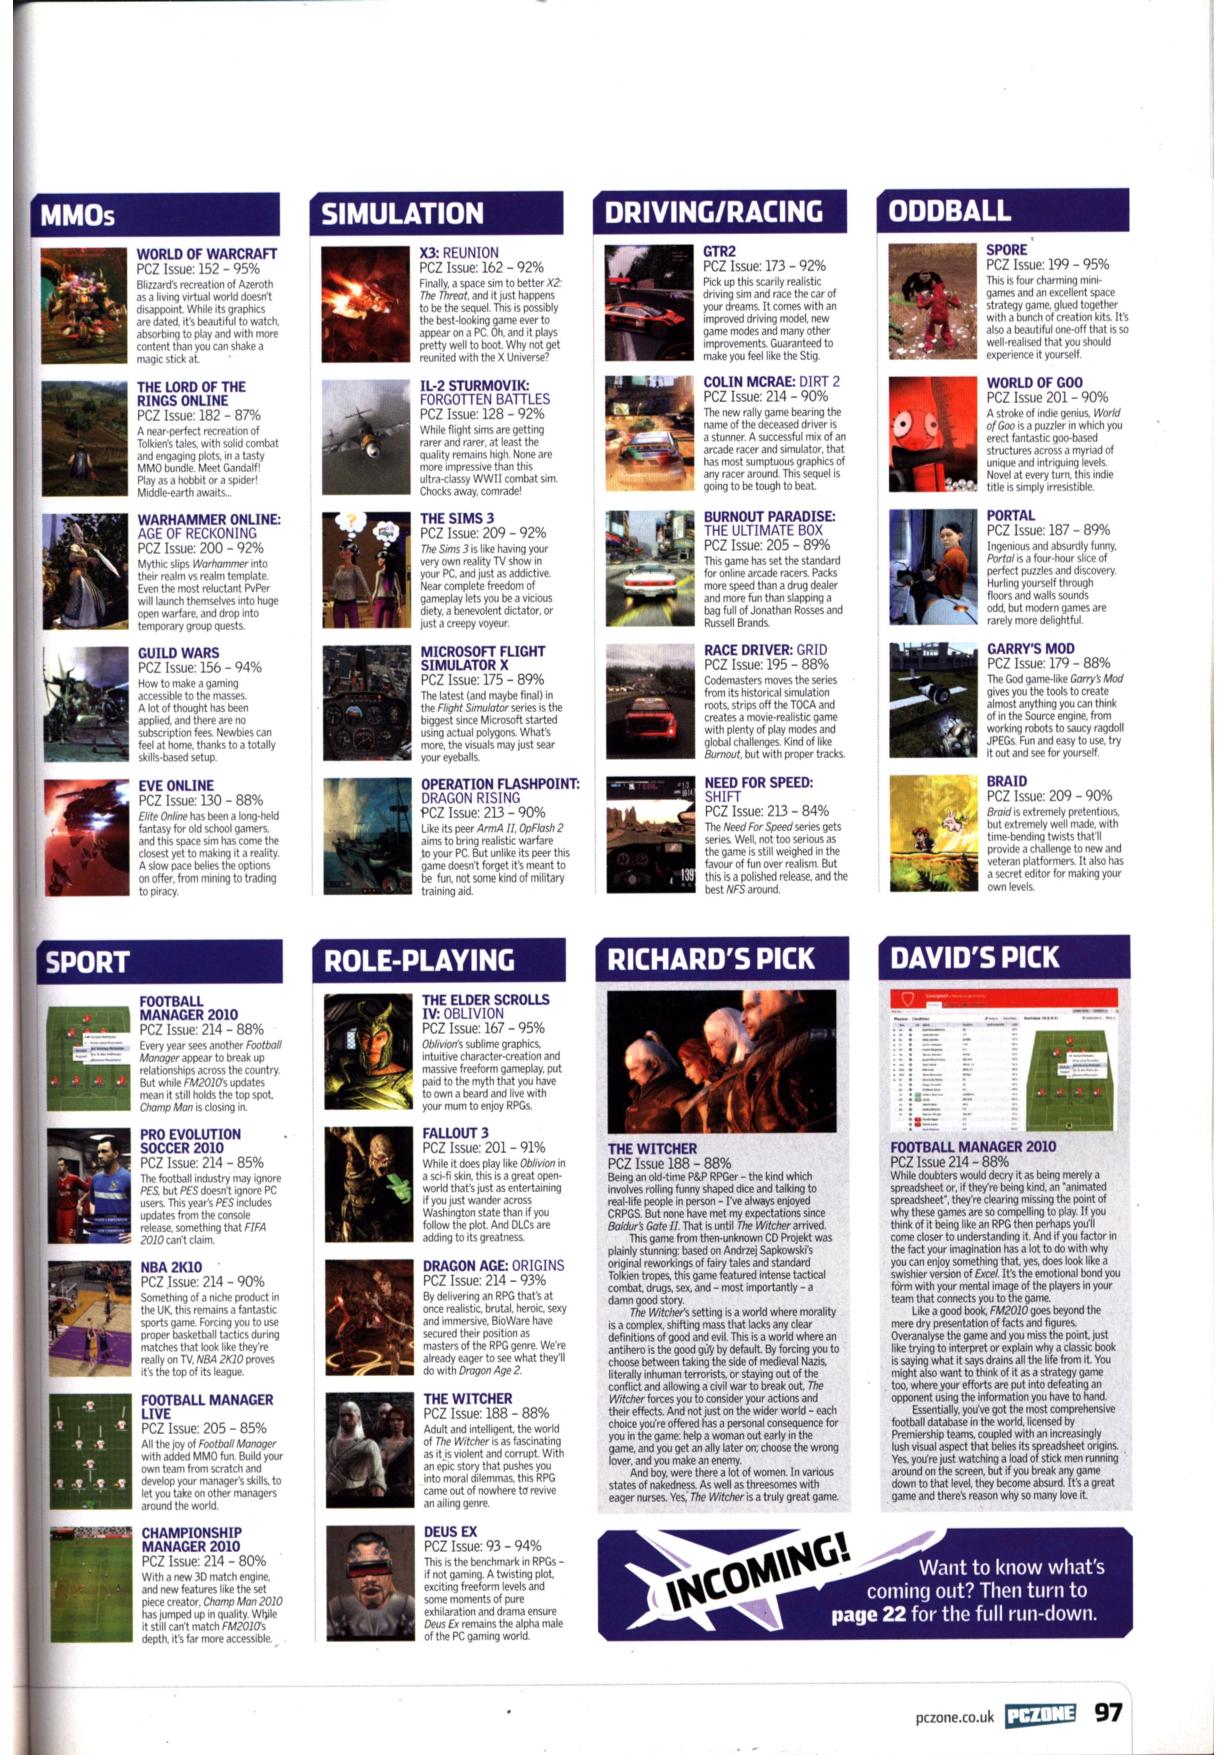 MMOs
WORLD OF WARCRAFT
PCZ Issue: 152 – 95%
Blizzard's recreation of Azeroth
as a living virtual world doesn't
disappoint. While its graphics
are dated, it's beautiful to watch,
absorbing to play and with more
content than you can shake a
magic stick at.
THE LORD OF THE
RINGS ONLINE
PCZ Issue: 182 – 87%
A near-perfect recreation of
Tolkien's tales, with solid combat
and engaging plots, in a tasty
MMO bundle. Meet Gandalf!
Play as a hobbit or a spider!
Middle-earth awaits...
WARHAMMER ONLINE:
AGE OF RECKONING
PCZ Issue: 200 – 92%
Mythic slips Warhammer into
their realm vs realm template.
Even the most reluctant PvPer
will launch themselves into huge
open warfare, and drop into
temporary group quests.
GUILD WARS
PCZ Issue: 156 – 94%
How to make a gaming
accessible to the masses.
A lot of thought has been
applied, and there are no
subscription fees. Newbies can
feel at home, thanks to a totally
skills-based setup.
EVE ONLINE
PCZ Issue: 130 – 88%
Elite Online has been a long-held
fantasy for old school gamers,
and this space sim has come the
closest yet to making it a reality.
A slow pace belies the options
on offer, from mining to trading
to piracy.
SIMULATION
X3: REUNION
PCZ Issue: 162 – 92%
Finally, a space sim to better X2:
The Threat, and it just happens
to be the sequel. This is possibly
the best-looking game ever to
appear on a PC. Oh, and it plays
pretty well to boot. Why not get
reunited with the X Universe?
IL-2 STURMOVIK:
FORGOTTEN BATTLES
PCZ Issue: 128 – 92%
While flight sims are getting
rarer and rarer, at least the
quality remains high. None are
more impressive than this
ultra-classy WWII combat sim.
Chocks away, comrade!
THE SIMS 3
PCZ Issue: 209 – 92%
The Sims 3 is like having your
very own reality TV show in
your PC, and just as addictive.
Near complete freedom of
gameplay lets you be a vicious
diety, a benevolent dictator, or
just a creepy voyeur.
MICROSOFT FLIGHT
SIMULATOR X
PCZ Issue: 175 – 89%
The latest (and maybe final) in
the Flight Simulator series is the
biggest since Microsoft started
using actual polygons. What's
more, the visuals may just sear
your eyeballs.
OPERATION FLASHPOINT:
DRAGON RISING
PCZ Issue: 213 – 90%
Like its peer ArmA II, OpFlash 2
aims to bring realistic warfare
to your PC. But unlike its peer this
game doesn't forget it's meant to
be fun, not some kind of military
training aid.
DRIVING/RACING
GTR2
PCZ Issue: 173 – 92%
Pick up this scarily realistic
driving sim and race the car of
your dreams. It comes with an
improved driving model, new
game modes and many other
improvements. Guaranteed to
make you feel like the Stig.
COLIN MCRAE: DIRT 2
PCZ Issue: 214 – 90%
The new rally game bearing the
name of the deceased driver is
a stunner. A successful mix of an
arcade racer and simulator, that
has most sumptuous graphics of
any racer around. This sequel is
going to be tough to beat.
BURNOUT PARADISE:
THE ULTIMATE BOX
PCZ Issue: 205 – 89%
This game has set the standard
for online arcade racers. Packs
more speed than a drug dealer
and more fun than slapping a
bag full of Jonathan Rosses and
Russell Brands.
RACE DRIVER: GRID
PCZ Issue: 195 – 88%
Codemasters moves the series
from its historical simulation
roots, strips off the TOCA and
creates a movie-realistic game
with plenty of play modes and
global challenges. Kind of like
Burnout, but with proper tracks.
NEED FOR SPEED:
SHIFT
PCZ Issue: 213 – 84%
The Need For Speed series gets
series. Well, not too serious as
the game is still weighed in the
favour of fun over realism. But
this is a polished release, and the
best NFS around.
139
ODDBALL
SPORE
PCZ Issue: 199 – 95%
This is four charming mini-
games and an excellent space
strategy game, glued together
with a bunch of creation kits. It's
also a beautiful one-off that is so
well-realised that you should
experience it yourself.
WORLD OF GOO
PCZ Issue 201 – 90%
A stroke of indie genius, World
of Goo is a puzzler in which you
erect fantastic goo-based
structures across a myriad of
unique and intriguing levels.
Novel at every turn, this indie
title is simply irresistible.
PORTAL
PCZ Issue: 187 – 89%
Ingenious and absurdly funny,
Portal is a four-hour slice of
perfect puzzles and discovery.
Hurling yourself through
floors and walls sounds
odd, but modern games are
rarely more delightful.
GARRY'S MOD
PCZ Issue: 179 – 88%
The God game-like Garry's Mod
gives you the tools to create
almost anything you can think
of in the Source engine, from
working robots to saucy ragdoll
JPEGs. Fun and easy to use, try
it out and see for yourself.
BRAID
PCZ Issue: 209 – 90%
Braid is extremely pretentious,
but extremely well made, with
time-bending twists that'll
provide a challenge to new and
veteran platformers. It also has
a secret editor for making your
own levels.
SPORT
FOOTBALL
MANAGER 2010
PCZ Issue: 214 – 88%
Every year sees another Football
Manager appear to break up
relationships across the country.
But while FM2010's updates
mean it still holds the top spot,
Champ Man is closing in.
PRO EVOLUTION
SOCCER 2010
PCZ Issue: 214 – 85%
The football industry may ignore
PES, but PES doesn't ignore PC
users. This year's PES includes
updates from the console
release, something that FIFA
2010 can't claim.
NBA 2K10
PCZ Issue: 214 – 90%
Something of a niche product in
the UK, this remains a fantastic
sports game. Forcing you to use
proper basketball tactics during
matches that look like they're
really on TV, NBA 2K10 proves
it's the top of its league.
FOOTBALL MANAGER
LIVE
PCZ Issue: 205 – 85%
All the joy of Football Manager
with added MMO fun. Build your
own team from scratch and
develop your manager's skills, to
let you take on other managers
around the world.
CHAMPIONSHIP
MANAGER 2010
PCZ Issue: 214 – 80%
With a new 3D match engine,
and new features like the set
piece creator, Champ Man 2010
has jumped up in quality. While
it still can't match FM2010's
depth, it's far more accessible.
ROLE-PLAYING
THE ELDER SCROLLS
IV: OBLIVION
PCZ Issue: 167 – 95%
Oblivion's sublime graphics,
intuitive character-creation and
massive freeform gameplay, put
paid to the myth that you have
to own a beard and live with
your mum to enjoy RPGs.
FALLOUT 3
PCZ Issue: 201 – 91%
While it does play like Oblivion in
a sci-fi skin, this is a great open-
world that's just as entertaining
if you just wander across
Washington state than if you
follow the plot. And DLCs are
adding to its greatness.
DRAGON AGE: ORIGINS
PCZ Issue: 214 – 93%
By delivering an RPG that's at
once realistic, brutal, heroic, sexy
and immersive, BioWare have
secured their position as
masters of the RPG genre. We're
already eager to see what they'll
do with Dragon Age 2.
THE WITCHER
PCZ Issue: 188 – 88%
Adult and intelligent, the world
of The Witcher is as fascinating
as it is violent and corrupt. With
an epic story that pushes you
into moral dilemmas, this RPG
came out of nowhere to revive
an ailing genre.
DEUS EX
PCZ Issue: 93 – 94%
This is the benchmark in RPGs –
if not gaming. A twisting plot,
exciting freeform levels and
some moments of pure
exhilaration and drama ensure
Deus Ex remains the alpha male
of the PC gaming world.
RICHARD'S PICK
THE WITCHER
PCZ Issue 188 – 88%
Being an old-time P&P RPGer – the kind which
involves rolling funny shaped dice and talking to
real-life people in person – I've always enjoyed
CRPGS. But none have met my expectations since
Baldur's Gate II. That is until The Witcher arrived.
This game from then-unknown CD Projekt was
plainly stunning: based on Andrzej Sapkowski's
original reworkings of fairy tales and standard
Tolkien tropes, this game featured intense tactical
combat, drugs, sex, and – most importantly – a
damn good story.
The Witcher's setting is a world where morality
is a complex, shifting mass that lacks any clear
definitions of good and evil. This is a world where an
antihero is the good guy by default. By forcing you to
choose between taking the side of medieval Nazis,
literally inhuman terrorists, or staying out of the
conflict and allowing a civil war to break out, The
Witcher forces you to consider your actions and
their effects. And not just on the wider world – each
choice you're offered has a personal consequence for
you in the game: help a woman out early in the
game, and you get an ally later on; choose the wrong
lover, and you make an enemy.
And boy, were there a lot of women. In various
states of nakedness. As well as threesomes with
eager nurses. Yes, The Witcher is a truly great game.
DAVID'S PICK
FOOTBALL MANAGER 2010
PCZ Issue 214 – 88%
While doubters would decry it as being merely a
spreadsheet or, if they're being kind, an "animated
spreadsheet", they're clearing missing the point of
why these games are so compelling to play. If you
think of it being like an RPG then perhaps you'll
come closer to understanding it. And if you factor in
the fact your imagination has a lot to do with why
you can enjoy something that, yes, does look like a
swishier version of Excel. It's the emotional bond you
form with your mental image of the players in your
team that connects you to the game.
Like a good book, FM2010 goes beyond the
mere dry presentation of facts and figures.
Overanalyse the game and you miss the point, just
like trying to interpret or explain why a classic book
is saying what it says drains all the life from it. You
might also want to think of it as a strategy game
too, where your efforts are put into defeating an
opponent using the information you have to hand.
Essentially, you've got the most comprehensive
football database in the world, licensed by
Premiership teams, coupled with an increasingly
lush visual aspect that belies its spreadsheet origins.
Yes, you're just watching a load of stick men running
around on the screen, but if you break any game
down to that level, they become absurd. It's a great
game and there's reason why so many love it.
INCOMING!
Want to know what's
coming out? Then turn to
page 22 for the full run-down.
pczone.co.uk PCZONE 97